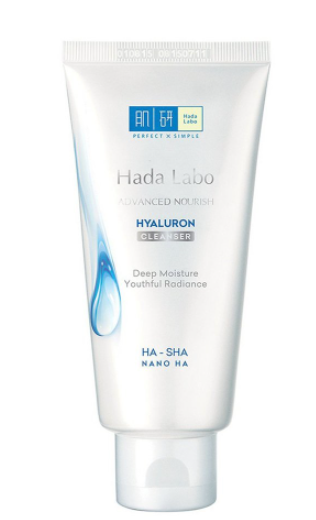 肌 研
Hada
Labo
PERFECT × SIMPLE
Hada Labo
ADVANCED NOURISH
HYALURON
CLEANSER
Deep Moisture
Youthful Radiance
HA - SHA
NANO HA